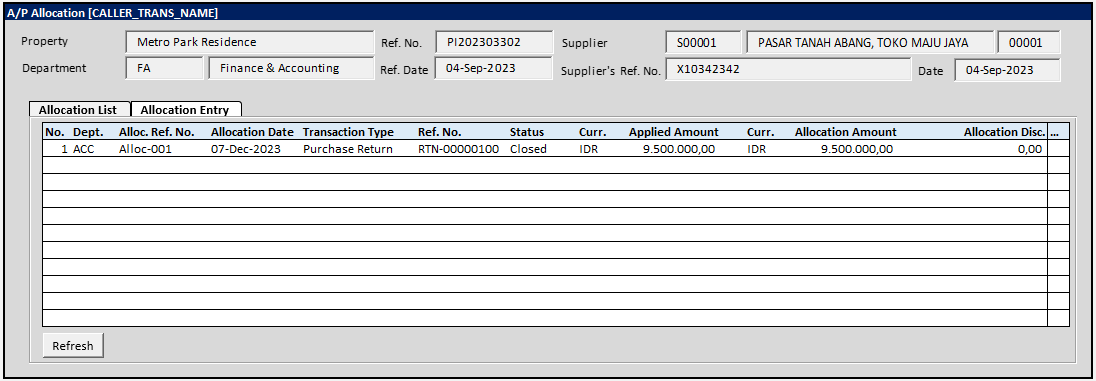 A/P Allocation [CALLER_TRANS_NAME]
Property Metro Park Residence Ref. No. PI202303302 Supplier S00001 PASAR TANAH ABANG, TOKO MAJU JAYA 00001
Department FA Finance & Accounting Ref. Date 04-Sep-2023 Supplier's Ref. No. X10342342 Date 04-Sep-2023
Allocation List Allocation Entry
No. Dept. Alloc. Ref. No. Allocation Date Transaction Type Ref. No. Status Curr. Applied Amount Curr. Allocation Amount Allocation Disc. ...
1 ACC Alloc-001 07-Dec-2023 Purchase Return RTN-00000100 Closed IDR 9.500.000,00 IDR 9.500.000,00 0,00
Refresh